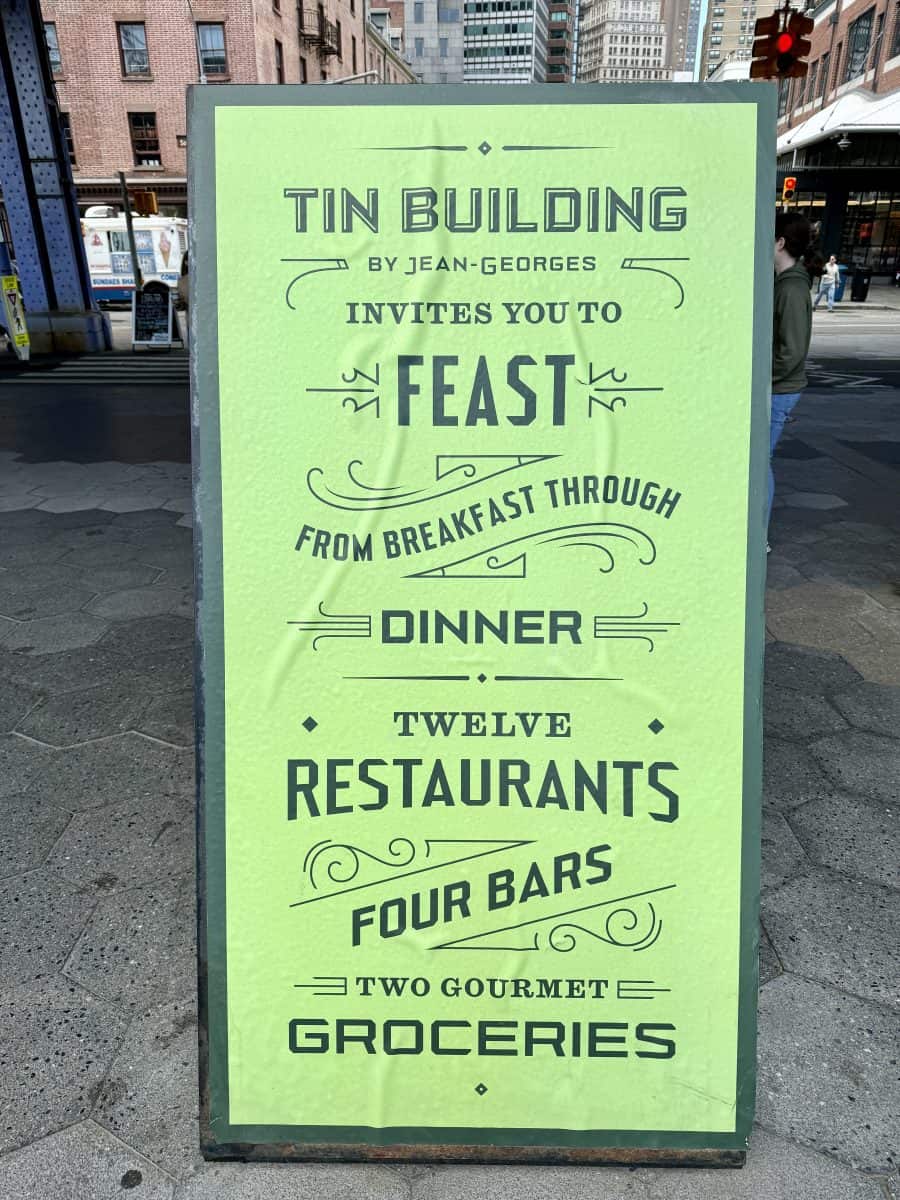 TIN BUILDING
BY JEAN-GEORGES
INVITES YOU TO
FEAST
FROM BREAKFAST THROUGH
DINNER
TWELVE
RESTAURANTS
FOUR BARS
TWO GOURMET
GROCERIES